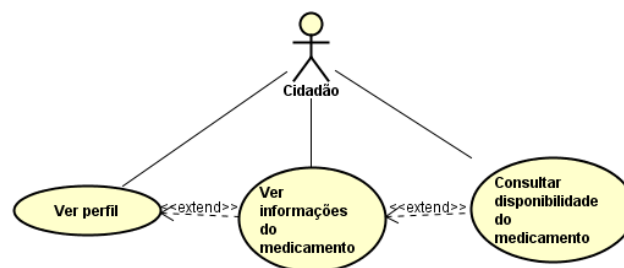 Cidadão
Ver perfil
<<extend>>
Ver
informações
do
medicamento
<<extend>>
Consultar
disponibilidade
do
medicamento